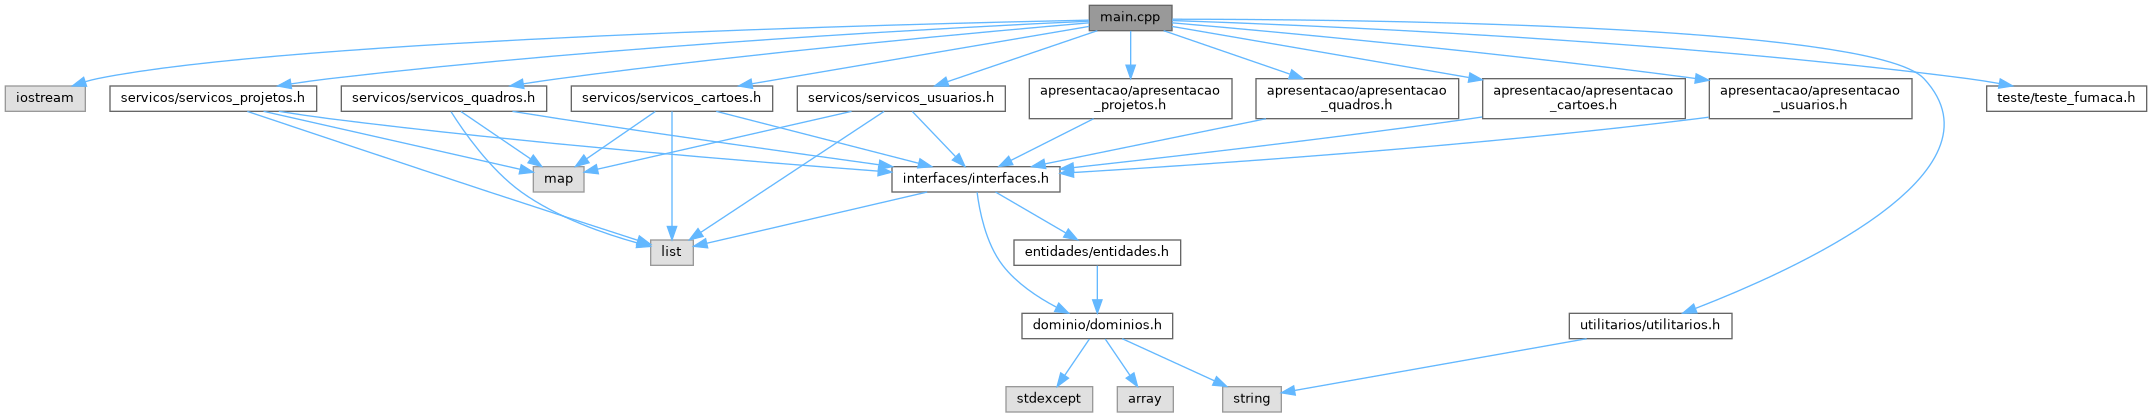 main.cpp
iostream
servicos/servicos_projetos.h
servicos/servicos_quadros.h
servicos/servicos_cartoes.h
servicos/servicos_usuarios.h
apresentacao/apresentacao
_projetos.h
apresentacao/apresentacao
_quadros.h
apresentacao/apresentacao
_cartoes.h
apresentacao/apresentacao
_usuarios.h
teste/teste_fumaca.h
map
interfaces/interfaces.h
list
entidades/entidades.h
dominio/dominios.h
utilitarios/utilitarios.h
stdexcept
array
string